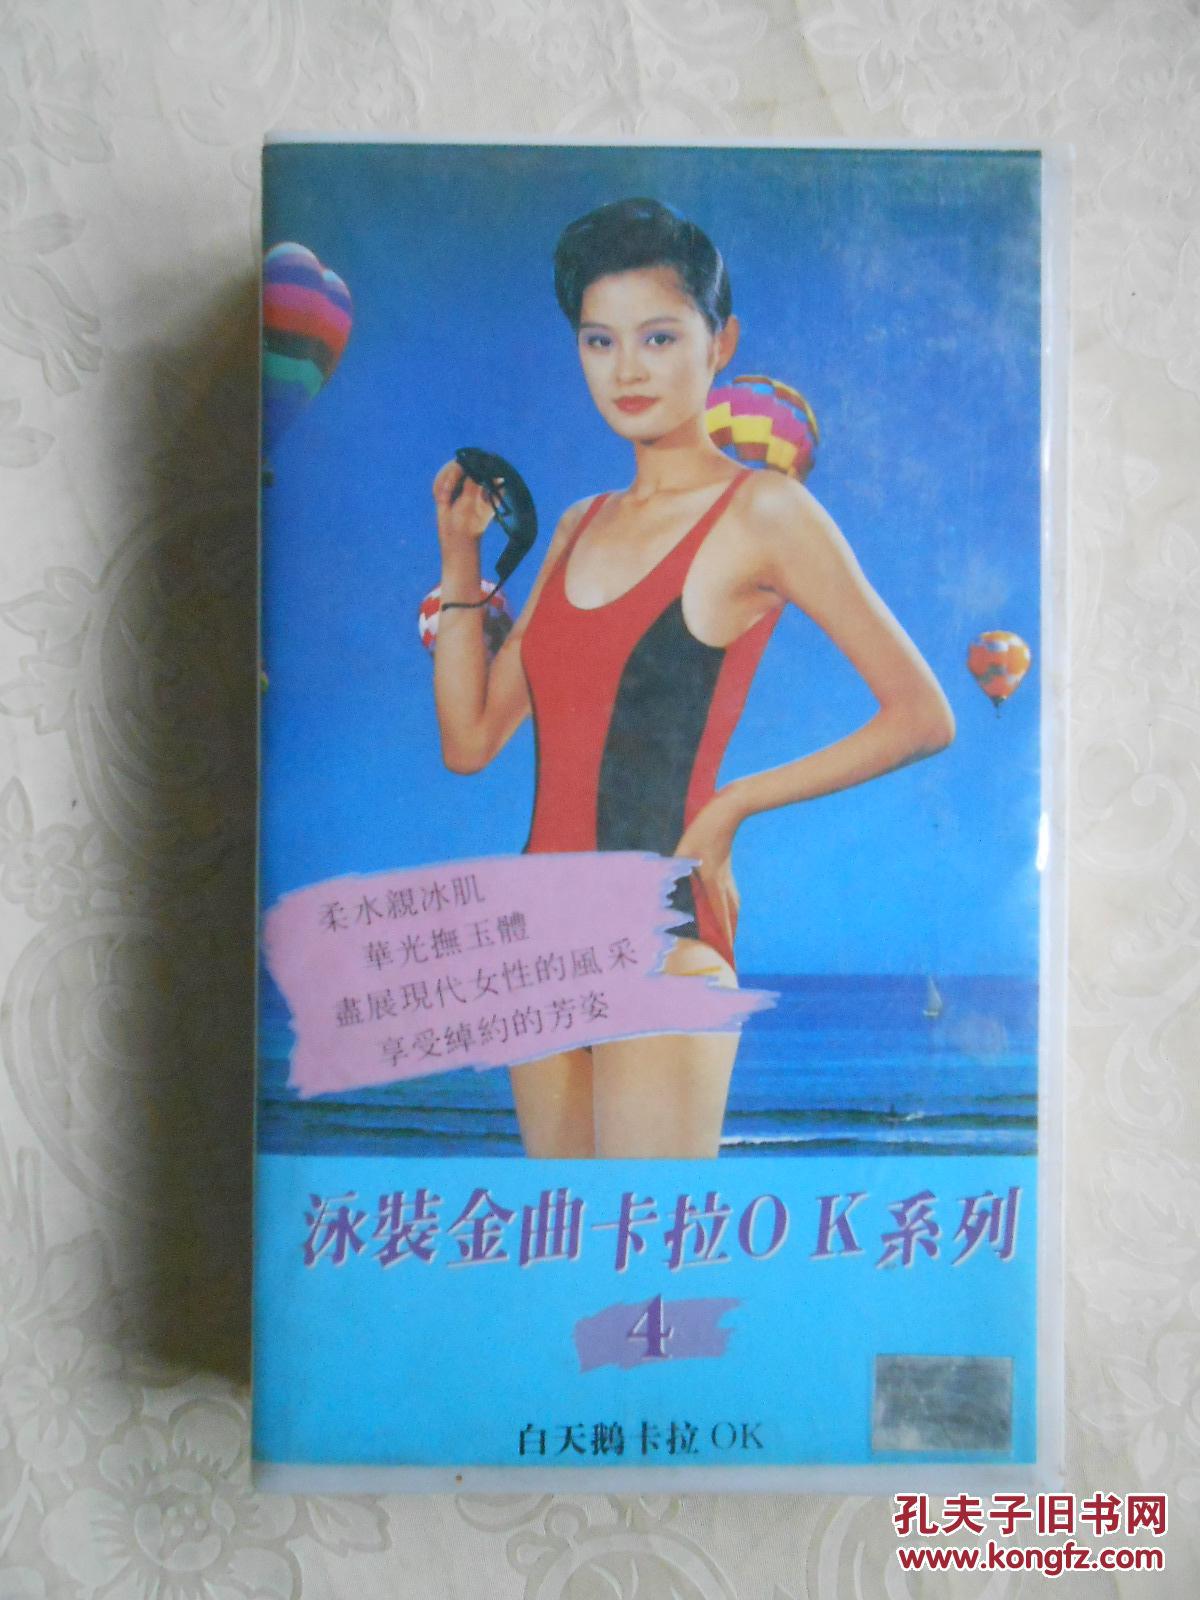 柔水親冰肌
華光撫玉體
盡展現代女性的風采
享受綽約的芳姿
泳裝金曲卡拉OK系列
4
白天鵝卡拉OK
孔夫子旧书网
www.kongfz.com